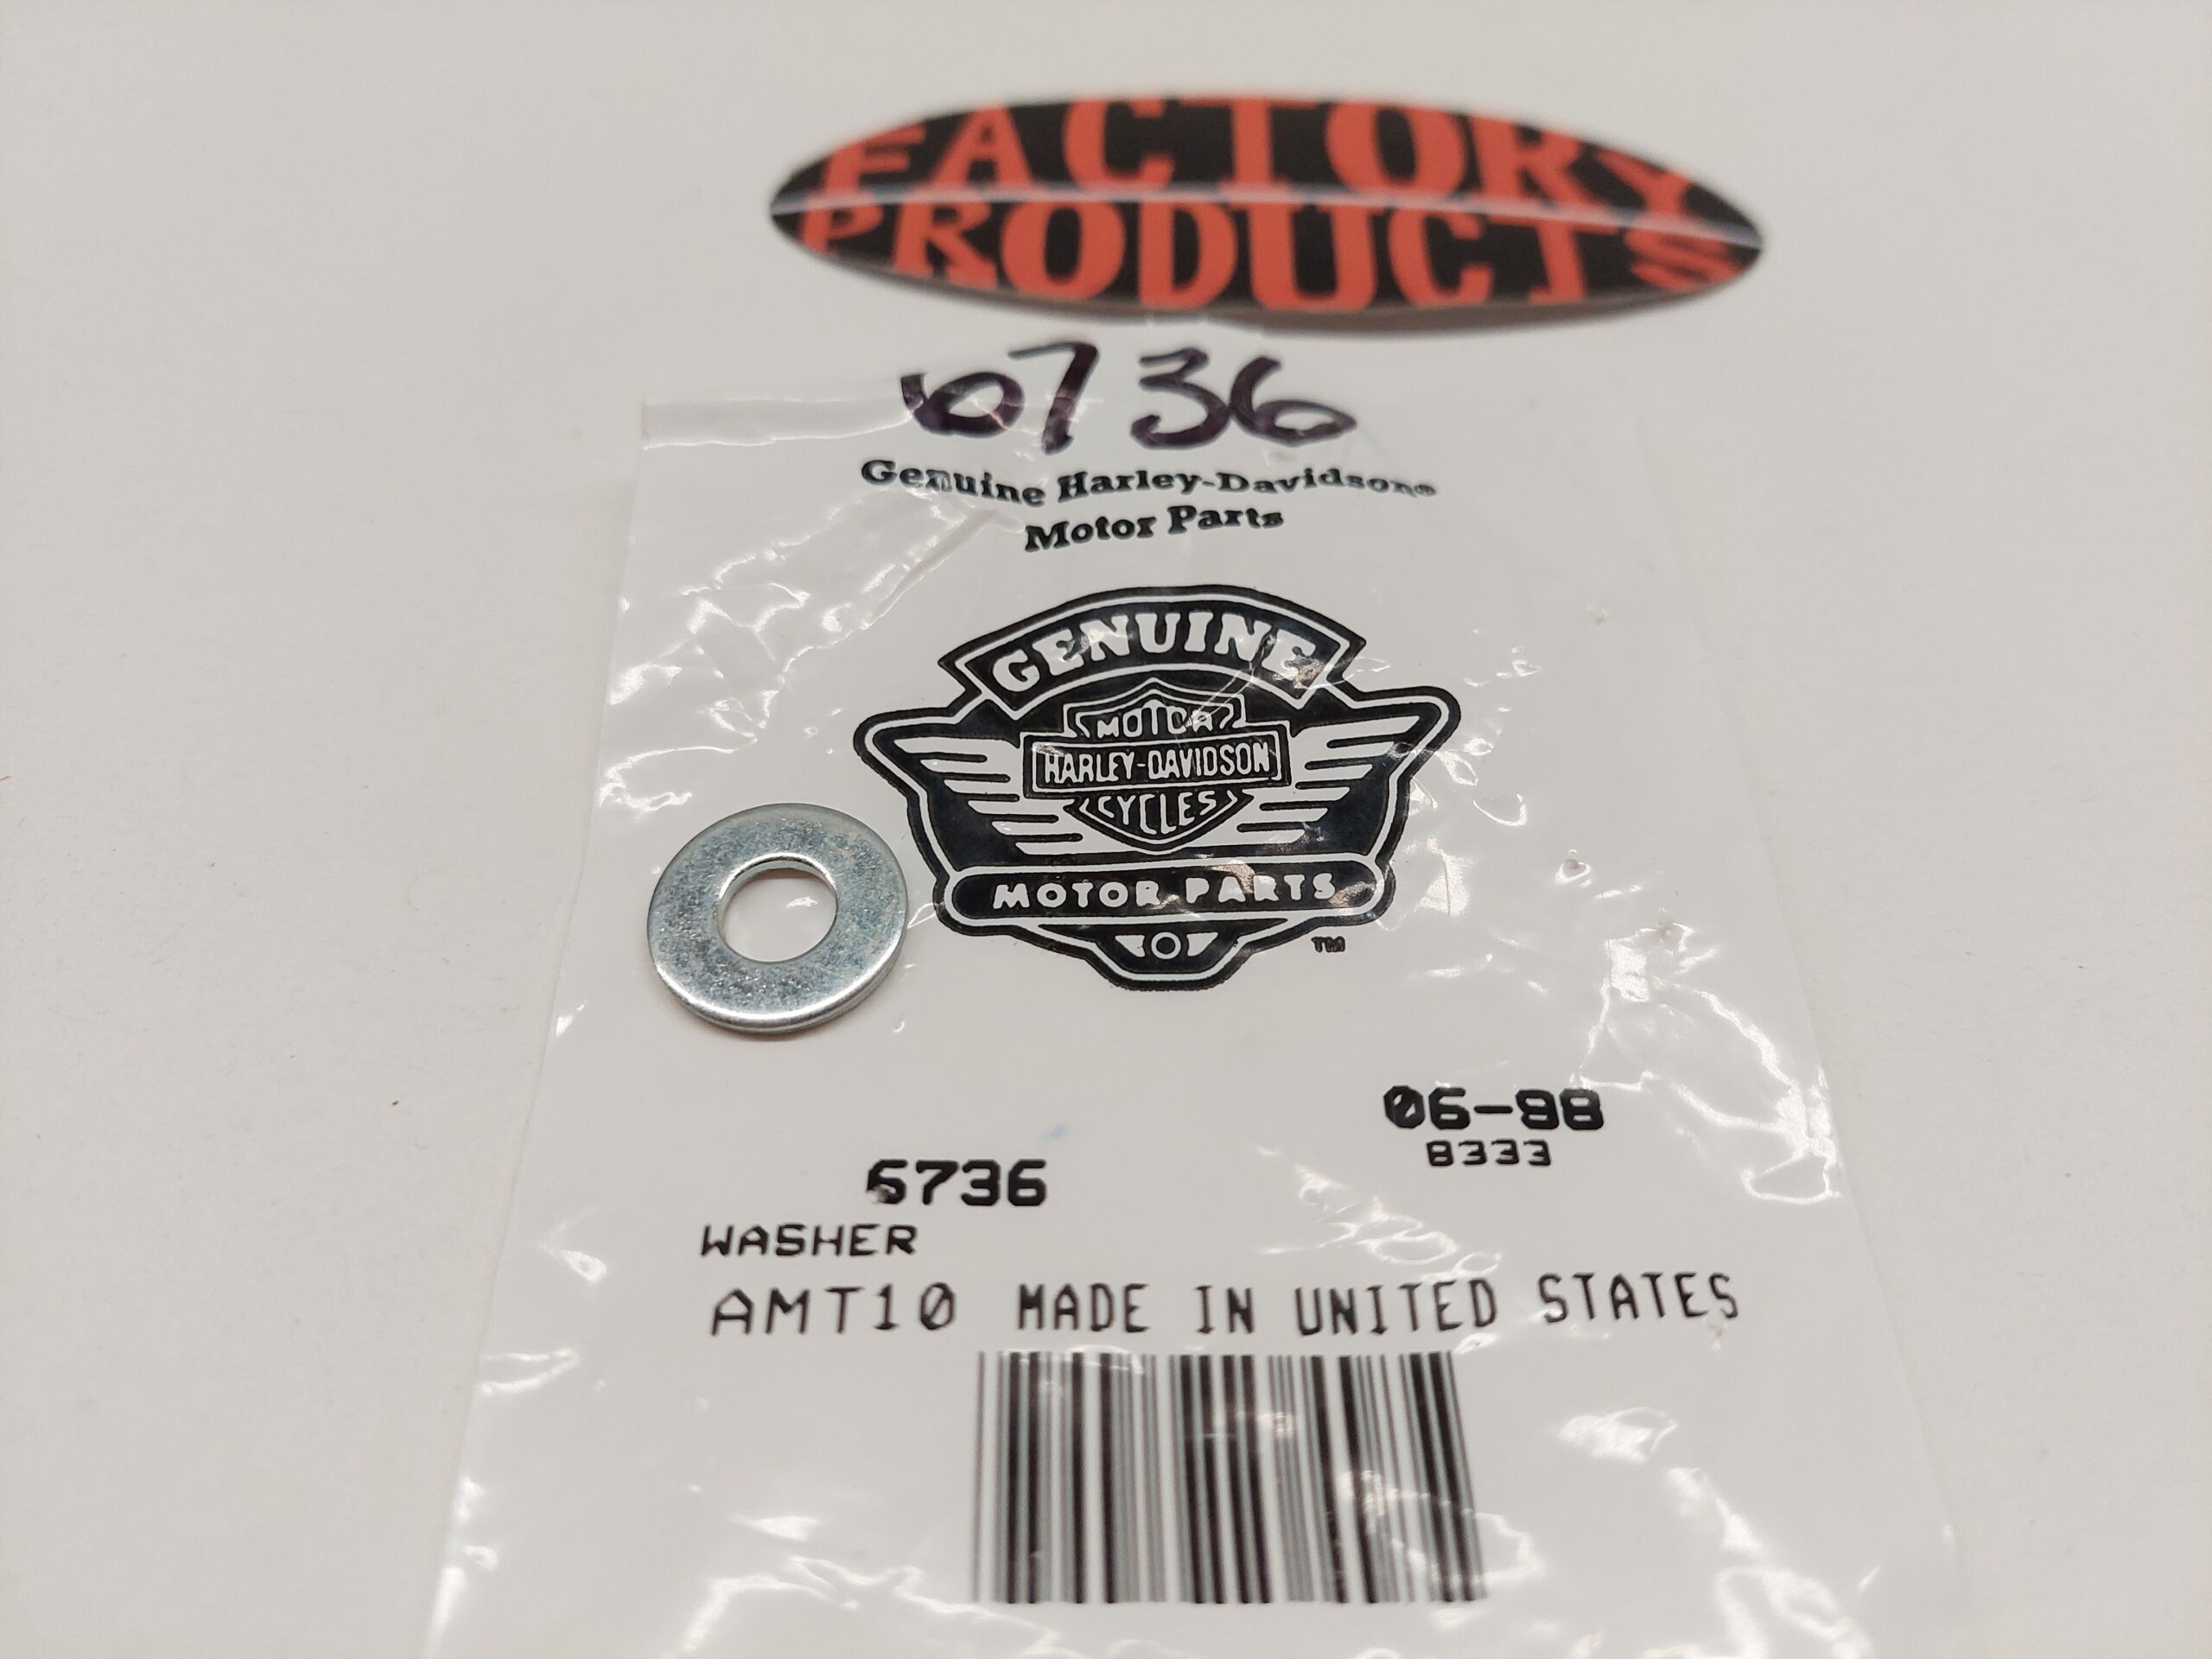 FACTORY
PRODUCTS
6736
Genuine Harley-Davidson®
Motor Parts
GENUINE
MOTOR
HARLEY-DAVIDSON
CYCLES
MOTOR PARTS
TM
06-98
8333
6736
WASHER
AMT10 MADE IN UNITED STATES